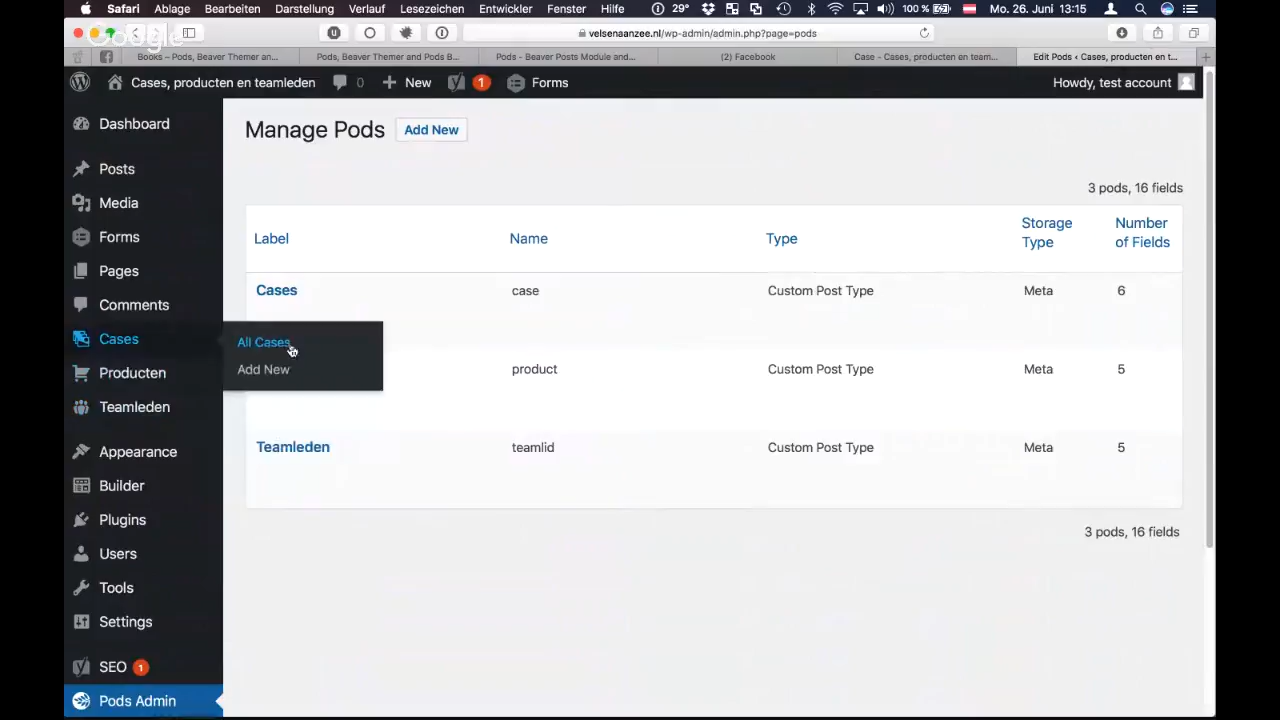 Safari Ablage Bearbeiten Darstellung Verlauf Lesezeichen Entwickler Fenster Hilfe 29° 100 % Mo. 26. Juni 13:15
Google
velsenaanzee.nl/wp-admin/admin.php?page=pods
Books – Pods, Beaver Themer an... Pods, Beaver Themer and Pods B... Pods - Beaver Posts Module and... (2) Facebook Case - Cases, producten en team... Edit Pods ‹ Cases, producten en t...
Cases, producten en teamleden 0 New 1 Forms Howdy, test account
Dashboard
Posts
Media
Forms
Pages
Comments
Cases
Producten
Teamleden
Appearance
Builder
Plugins
Users
Tools
Settings
SEO 1
Pods Admin
All Cases
Add New
Manage Pods Add New
3 pods, 16 fields
Label Name Type Storage Type Number of Fields
Cases case Custom Post Type Meta 6
product Custom Post Type Meta 5
Teamleden teamlid Custom Post Type Meta 5
3 pods, 16 fields